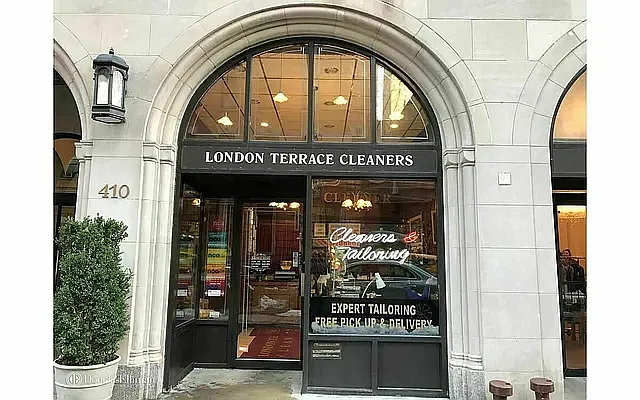 LONDON TERRACE CLEANERS
410
Cleaners &
Tailoring
EXPERT TAILORING
FREE PICK UP & DELIVERY